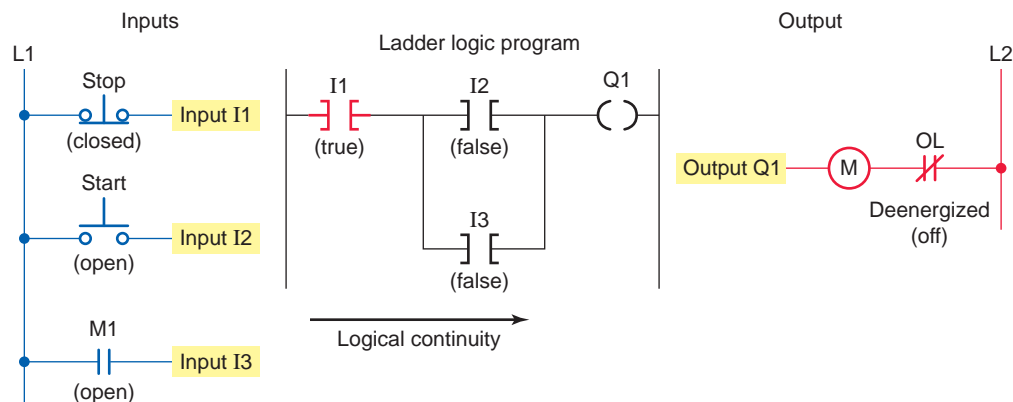 Inputs
Ladder logic program
Output
L1
L2
Stop
(closed)
Input I1
Start
(open)
Input I2
M1
(open)
Input I3
I1
(true)
I2
(false)
I3
(false)
Q1
Logical continuity
Output Q1
M
OL
Deenergized
(off)